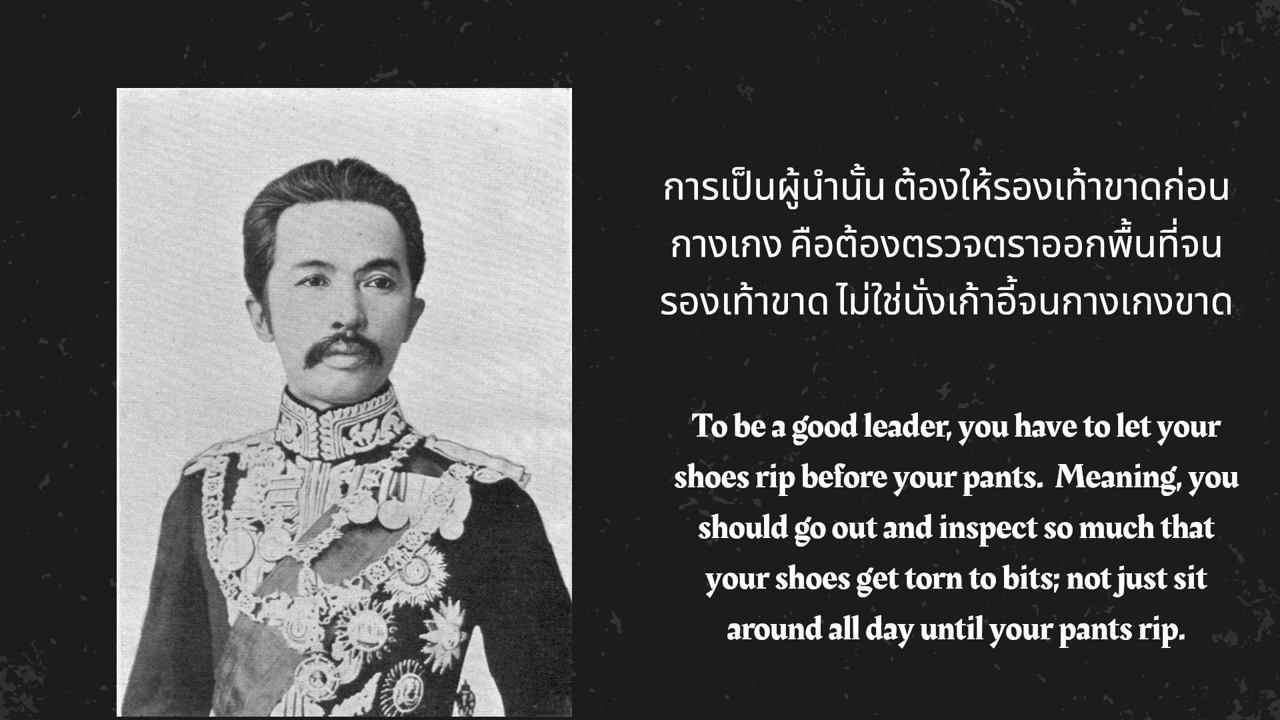 การเป็นผู้นำนั้น ต้องให้รองเท้าขาดก่อน
กางเกง คือต้องตรวจตราออกพื้นที่จน
รองเท้าขาด ไม่ใช่นั่งเก้าอี้จนกางเกงขาด
To be a good leader, you have to let your
shoes rip before your pants.  Meaning, you
should go out and inspect so much that
your shoes get torn to bits; not just sit
around all day until your pants rip.